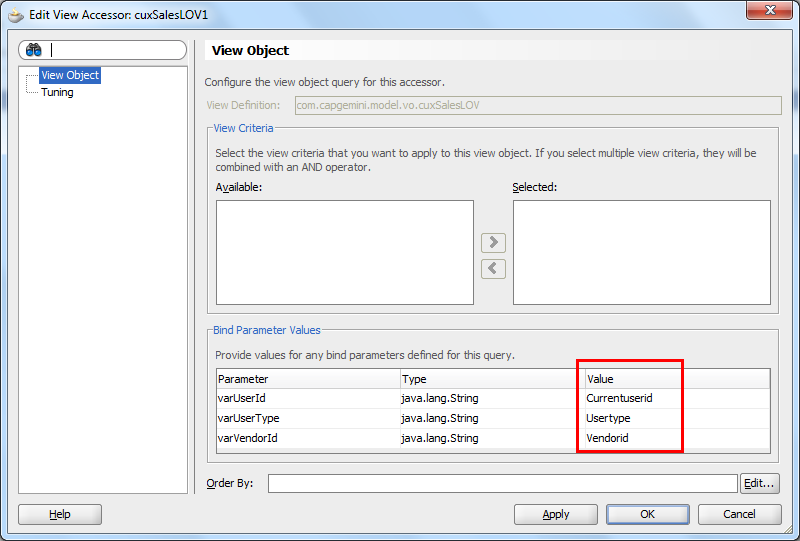 Edit View Accessor: cuxSalesLOV1
View Object
Tuning
View Object
Configure the view object query for this accessor.
View Definition: com.capgemini.model.vo.cuxSalesLOV
View Criteria
Select the view criteria that you want to apply to this view object. If you select multiple view criteria, they will be
combined with an AND operator.
Available: Selected:
Bind Parameter Values
Provide values for any bind parameters defined for this query.
Parameter Type Value
varUserId java.lang.String Currentuserid
varUserType java.lang.String Usertype
varVendorId java.lang.String Vendorid
Order By: Edit...
Help Apply OK Cancel